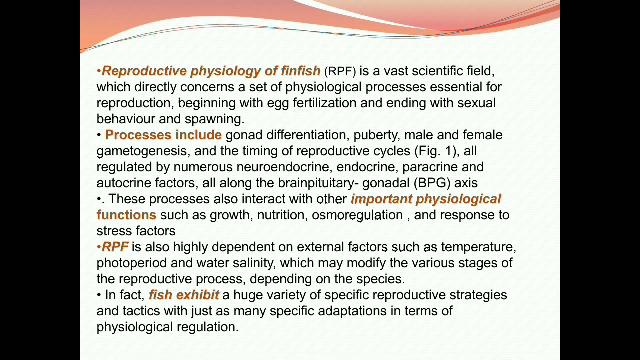 •Reproductive physiology of finfish (RPF) is a vast scientific field,
which directly concerns a set of physiological processes essential for
reproduction, beginning with egg fertilization and ending with sexual
behaviour and spawning.
• Processes include gonad differentiation, puberty, male and female
gametogenesis, and the timing of reproductive cycles (Fig. 1), all
regulated by numerous neuroendocrine, endocrine, paracrine and
autocrine factors, all along the brainpituitary- gonadal (BPG) axis
•. These processes also interact with other important physiological
functions such as growth, nutrition, osmoregulation , and response to
stress factors
•RPF is also highly dependent on external factors such as temperature,
photoperiod and water salinity, which may modify the various stages of
the reproductive process, depending on the species.
• In fact, fish exhibit a huge variety of specific reproductive strategies
and tactics with just as many specific adaptations in terms of
physiological regulation.